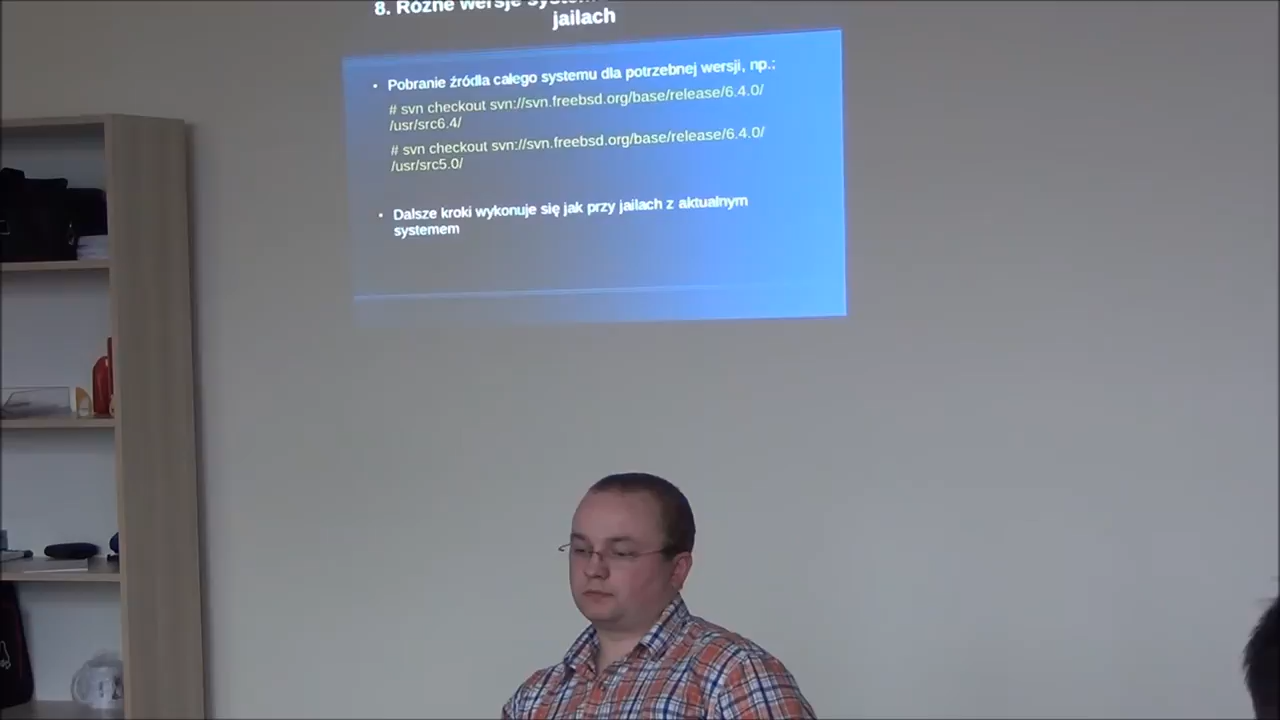 8. Różne wersje
jailach
• Pobranie źródła całego systemu dla potrzebnej wersji, np.:
# svn checkout svn://svn.freebsd.org/base/release/6.4.0/
/usr/src6.4/
# svn checkout svn://svn.freebsd.org/base/release/6.4.0/
/usr/src5.0/
• Dalsze kroki wykonuje się jak przy jailach z aktualnym
systemem